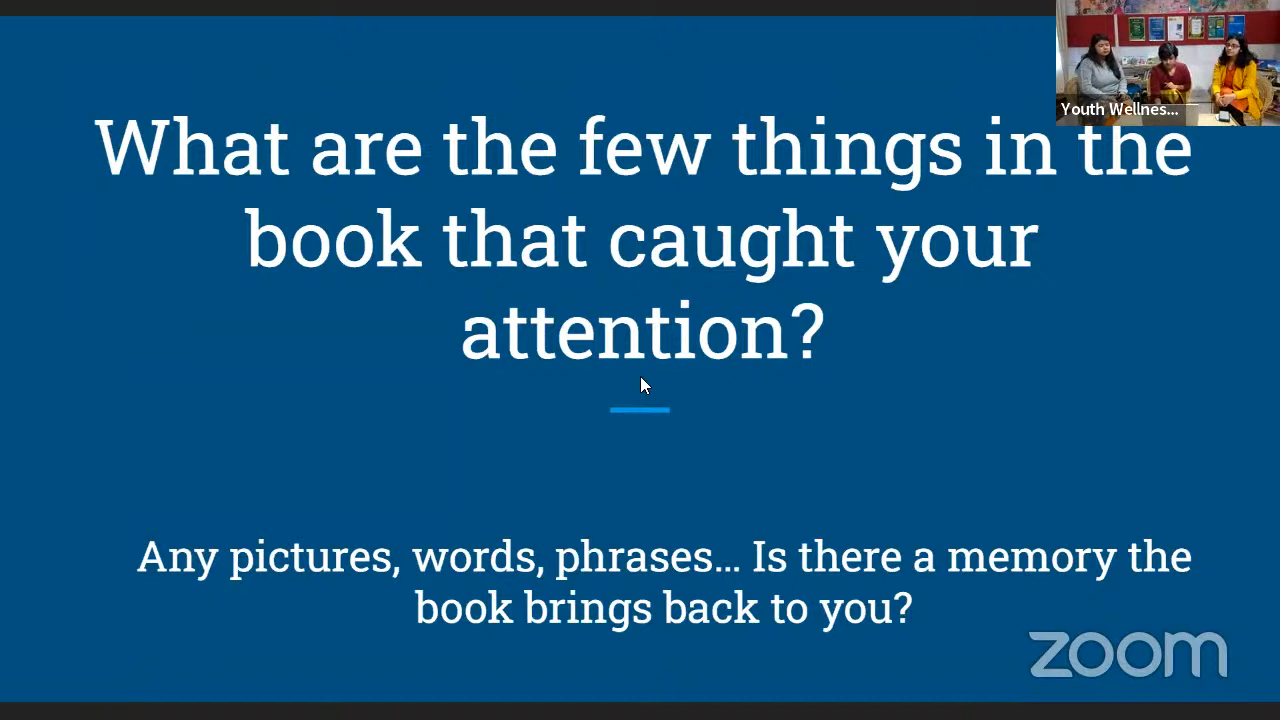 Youth Wellnes...
What are the few things in the
book that caught your
attention?
Any pictures, words, phrases... Is there a memory the
book brings back to you?
zoom